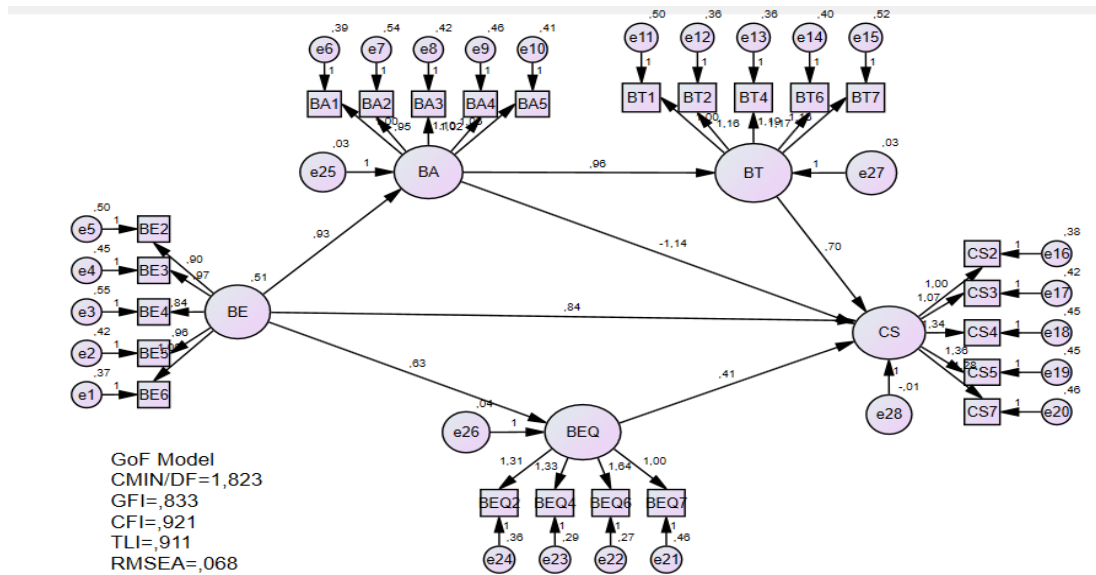 ,39 ,54 ,42 ,46 ,41
e6 e7 e8 e9 e10
1 1 1 1 1
BA1 BA2 BA3 BA4 BA5
,95
,50 ,36 ,36 ,40 ,52
e11 e12 e13 e14 e15
1 1 1 1 1
BT1 BT2 BT4 BT6 BT7
1,16
,03
e25 1 BA ,96 BT 1 e27
,03
,93 -1,14 ,70
,50
e5 1 BE2
,45
e4 1 BE3
,55
e3 1 BE4
,42
e2 1 BE5
,37
e1 1 BE6
,90
,97
,84
,96
,51
BE
,84
,63
,41
CS
,38
CS2 1 e16
,42
CS3 1 e17
,45
CS4 1 e18
,45
CS5 1 e19
,46
CS7 1 e20
1,00
1,07
1,34
1,36
1
-,01
e28
,04
e26 1 BEQ
1,31 1,33 1,64 1,00
BEQ2 BEQ4 BEQ6 BEQ7
1 1 1 1
,36 ,29 ,27 ,46
e24 e23 e22 e21
GoF Model
CMIN/DF=1,823
GFI=,833
CFI=,921
TLI=,911
RMSEA=,068